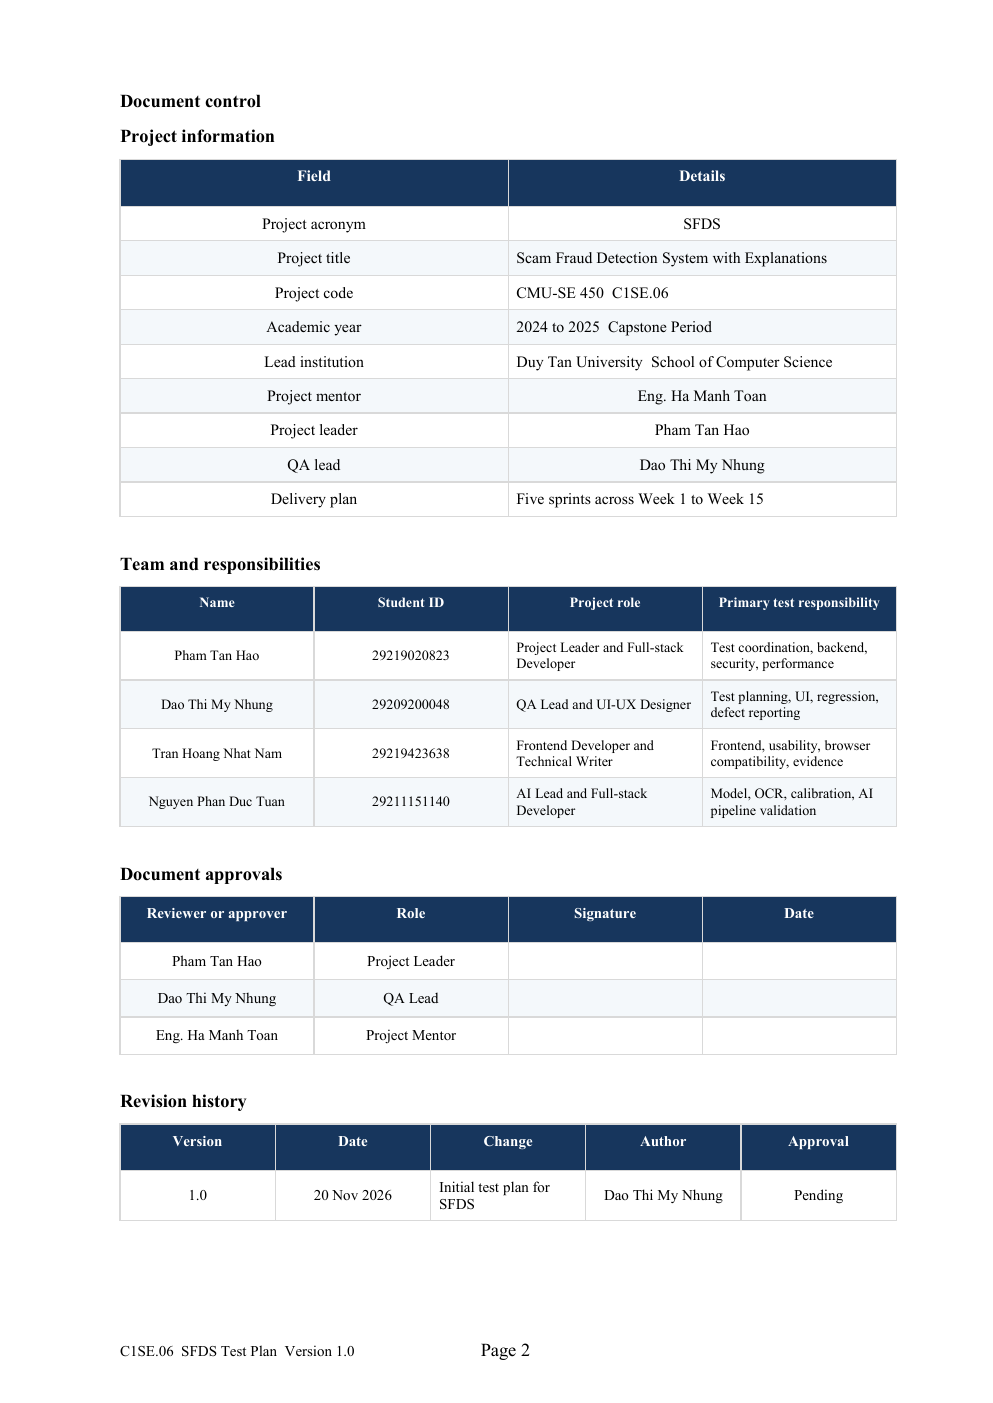 Document control
Project information
Field Details
Project acronym SFDS
Project title Scam Fraud Detection System with Explanations
Project code CMU-SE 450  C1SE.06
Academic year 2024 to 2025  Capstone Period
Lead institution Duy Tan University  School of Computer Science
Project mentor Eng. Ha Manh Toan
Project leader Pham Tan Hao
QA lead Dao Thi My Nhung
Delivery plan Five sprints across Week 1 to Week 15
Team and responsibilities
Name Student ID Project role Primary test responsibility
Pham Tan Hao 29219020823 Project Leader and Full-stack Developer Test coordination, backend, security, performance
Dao Thi My Nhung 29209200048 QA Lead and UI-UX Designer Test planning, UI, regression, defect reporting
Tran Hoang Nhat Nam 29219423638 Frontend Developer and Technical Writer Frontend, usability, browser compatibility, evidence
Nguyen Phan Duc Tuan 29211151140 AI Lead and Full-stack Developer Model, OCR, calibration, AI pipeline validation
Document approvals
Reviewer or approver Role Signature Date
Pham Tan Hao Project Leader
Dao Thi My Nhung QA Lead
Eng. Ha Manh Toan Project Mentor
Revision history
Version Date Change Author Approval
1.0 20 Nov 2026 Initial test plan for SFDS Dao Thi My Nhung Pending
C1SE.06  SFDS Test Plan  Version 1.0 Page 2